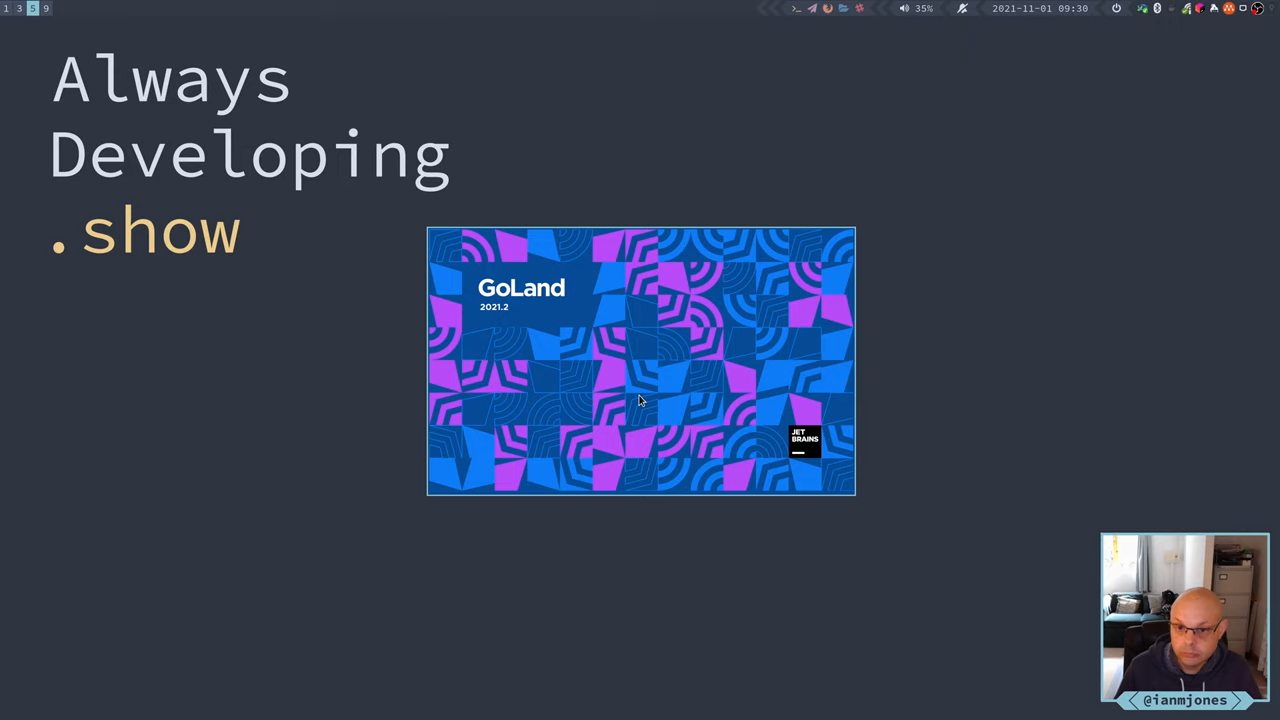 1 3 5 9
35%
2021-11-01 09:30
Always
Developing
.show
GoLand
2021.2
JET
BRAINS
@ianmjones